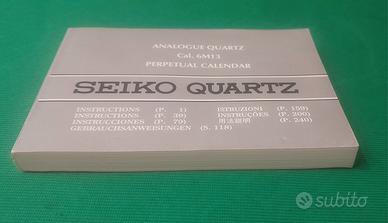 ANALOGUE QUARTZ
Cal. 6M13
PERPETUAL CALENDAR
SEIKO QUARTZ
INSTRUCTIONS (P. 1)
INSTRUCTIONS (P. 39)
INSTRUCCIONES (P. 79)
GEBRAUCHSANWEISUNGEN (S. 118)
ISTRUZIONI (P. 159)
INSTRUÇÕES (P. 200)
用法說明 (P. 240)
subito